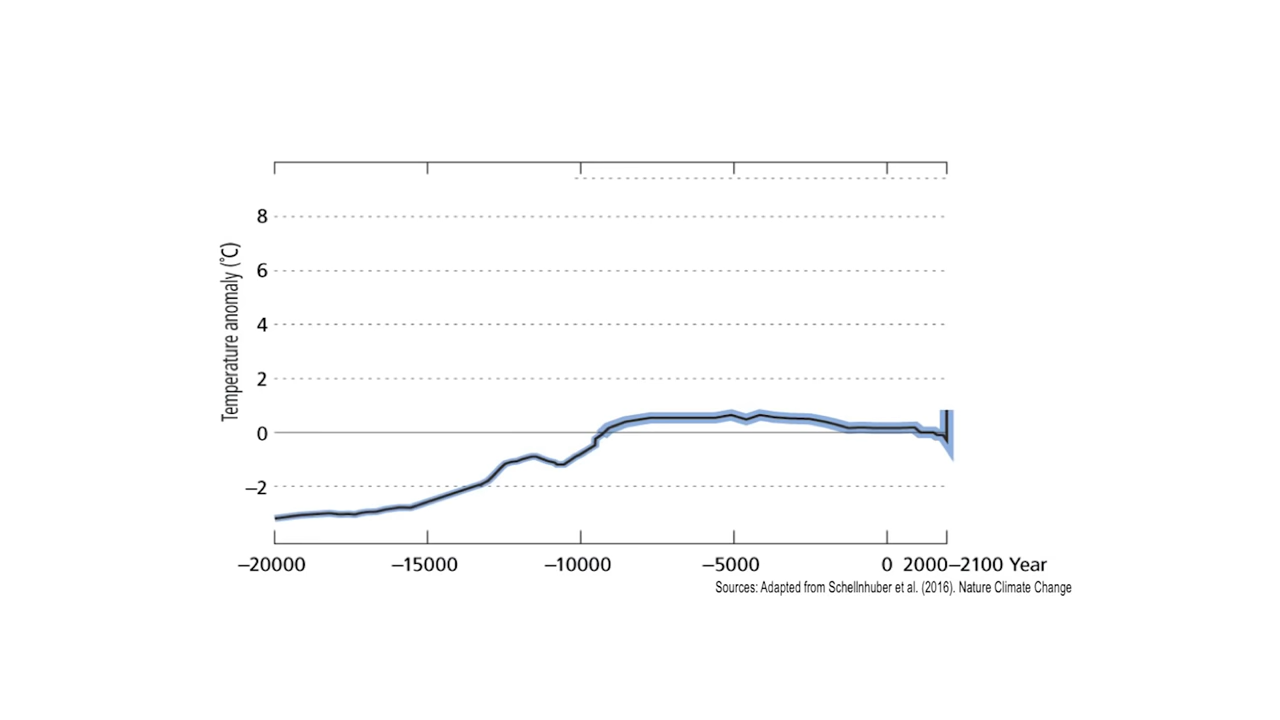 Temperature anomaly (°C)
8
6
4
2
0
−2
−20000 −15000 −10000 −5000 0 2000−2100 Year
Sources: Adapted from Schellnhuber et al. (2016). Nature Climate Change